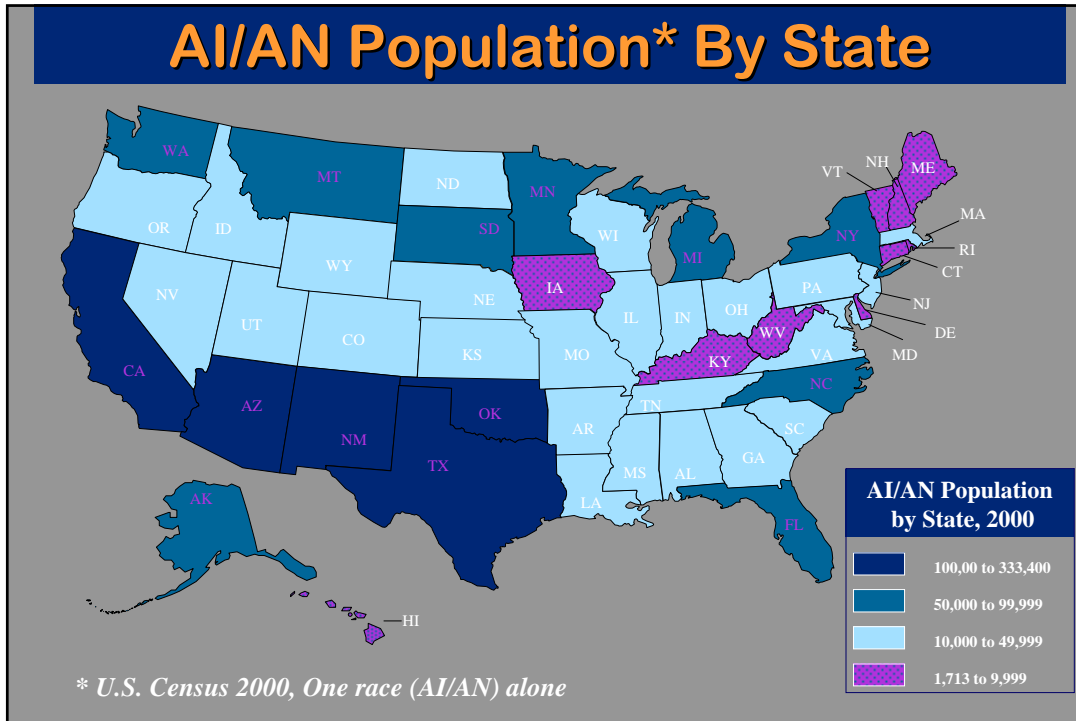 AI/AN Population* By State
WA
MT
ND
MN
VT
NH
ME
OR
ID
SD
WI
MI
NY
MA
RI
CT
WY
IA
PA
NJ
NV
NE
IL
IN
OH
DE
UT
CO
KS
MO
WV
KY
VA
MD
CA
AZ
NM
OK
TX
AR
TN
NC
MS
AL
GA
SC
LA
FL
AK
HI
AI/AN Population
by State, 2000
100,00 to 333,400
50,000 to 99,999
10,000 to 49,999
1,713 to 9,999
* U.S. Census 2000, One race (AI/AN) alone